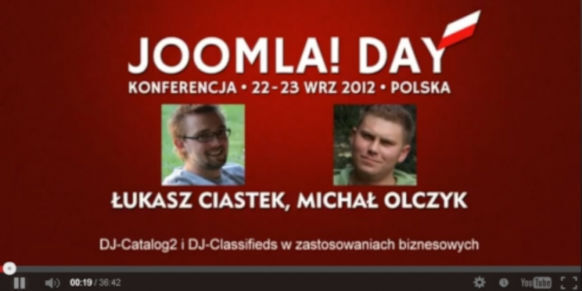 JOOMLA! DAY
KONFERENCJA • 22-23 WRZ 2012 • POLSKA
ŁUKASZ CIASTEK, MICHAŁ OLCZYK
DJ-Catalog2 i DJ-Classifieds w zastosowaniach biznesowych
00:19 / 36:42 YouTube